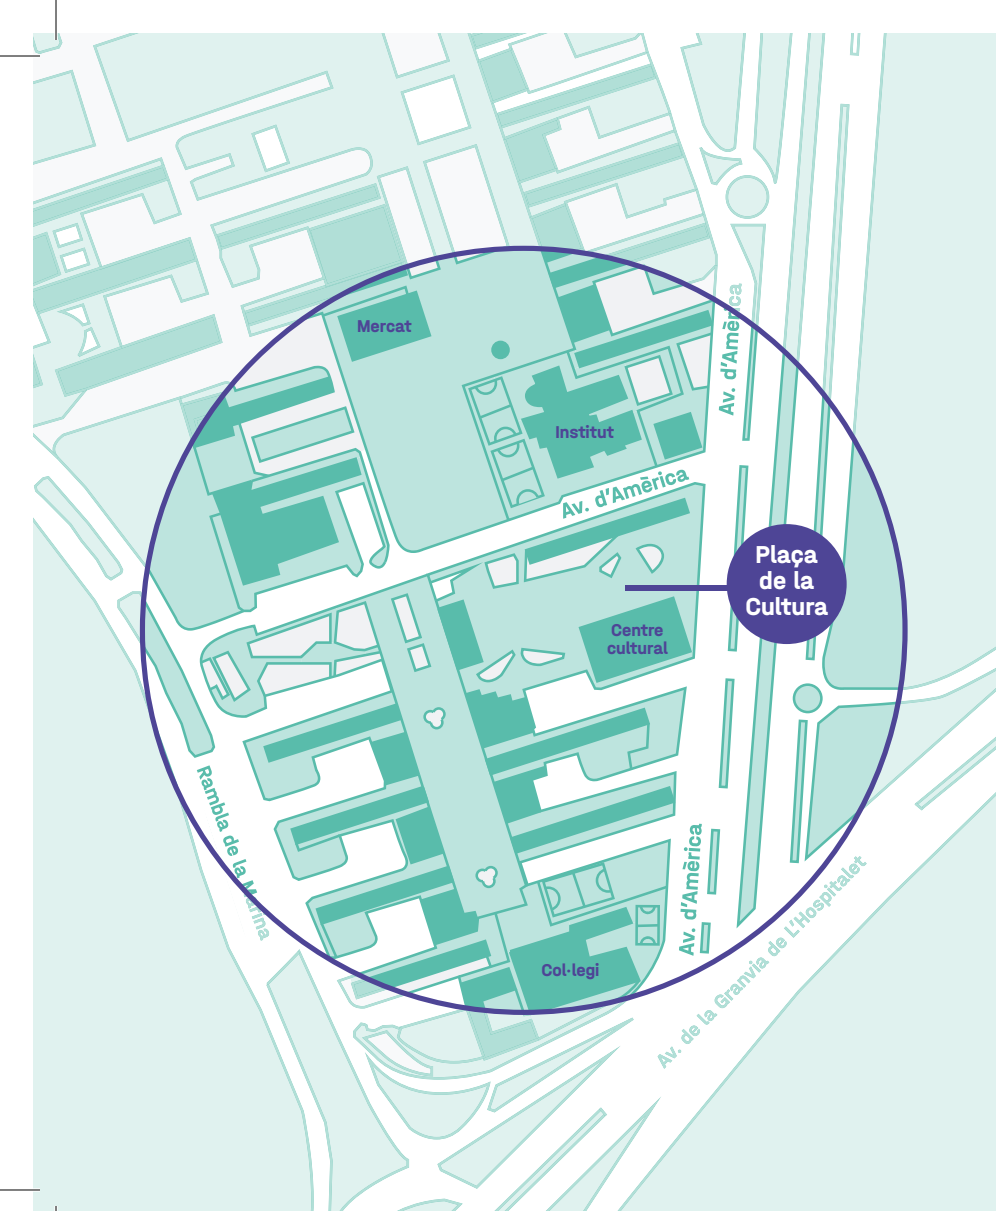 Mercat
Av. d'Amèrica
Institut
Av. d'Amèrica
Plaça
de la
Cultura
Centre
cultural
Rambla de la Marina
Av. d'Amèrica
Av. de la Granvia de L'Hospitalet
Col·legi